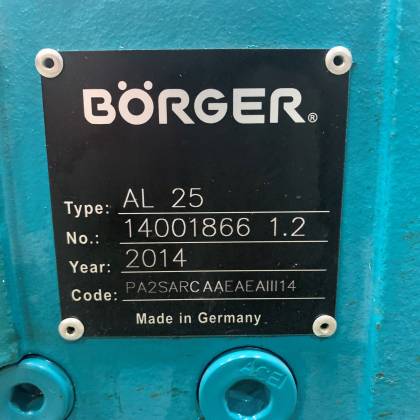 BÖRGER®
Type: AL 25
No.: 14001866 1.2
Year: 2014
Code: PA2SARCAAEAEAIII14
Made in Germany